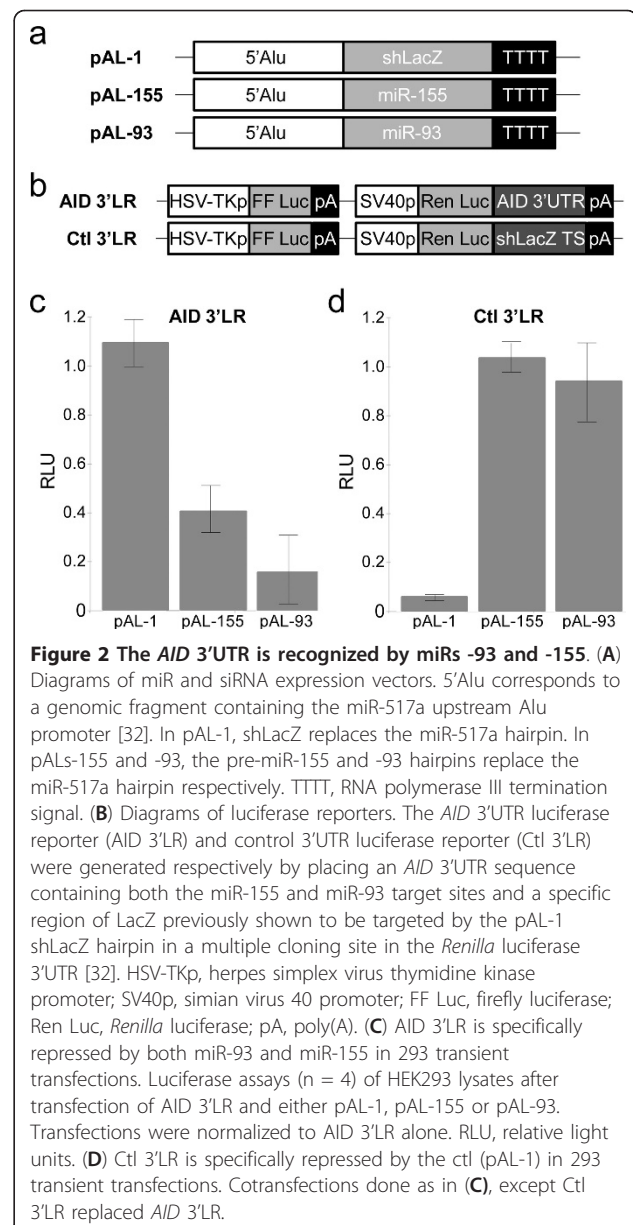 a
pAL-1 5'Alu shLacZ TTTT
pAL-155 5'Alu miR-155 TTTT
pAL-93 5'Alu miR-93 TTTT
b
AID 3'LR HSV-TKp FF Luc pA SV40p Ren Luc AID 3'UTR pA
Ctl 3'LR HSV-TKp FF Luc pA SV40p Ren Luc shLacZ TS pA
c
AID 3'LR
1.2
1.0
0.8
0.6
0.4
0.2
0
RLU
pAL-1 pAL-155 pAL-93
d
Ctl 3'LR
1.2
1.0
0.8
0.6
0.4
0.2
0
RLU
pAL-1 pAL-155 pAL-93
Figure 2 The AID 3'UTR is recognized by miRs -93 and -155. (A)
Diagrams of miR and siRNA expression vectors. 5'Alu corresponds to
a genomic fragment containing the miR-517a upstream Alu
promoter [32]. In pAL-1, shLacZ replaces the miR-517a hairpin. In
pALs-155 and -93, the pre-miR-155 and -93 hairpins replace the
miR-517a hairpin respectively. TTTT, RNA polymerase III termination
signal. (B) Diagrams of luciferase reporters. The AID 3'UTR luciferase
reporter (AID 3'LR) and control 3'UTR luciferase reporter (Ctl 3'LR)
were generated respectively by placing an AID 3'UTR sequence
containing both the miR-155 and miR-93 target sites and a specific
region of LacZ previously shown to be targeted by the pAL-1
shLacZ hairpin in a multiple cloning site in the Renilla luciferase
3'UTR [32]. HSV-TKp, herpes simplex virus thymidine kinase
promoter; SV40p, simian virus 40 promoter; FF Luc, firefly luciferase;
Ren Luc, Renilla luciferase; pA, poly(A). (C) AID 3'LR is specifically
repressed by both miR-93 and miR-155 in 293 transient
transfections. Luciferase assays (n = 4) of HEK293 lysates after
transfection of AID 3'LR and either pAL-1, pAL-155 or pAL-93.
Transfections were normalized to AID 3'LR alone. RLU, relative light
units. (D) Ctl 3'LR is specifically repressed by the ctl (pAL-1) in 293
transient transfections. Cotransfections done as in (C), except Ctl
3'LR replaced AID 3'LR.